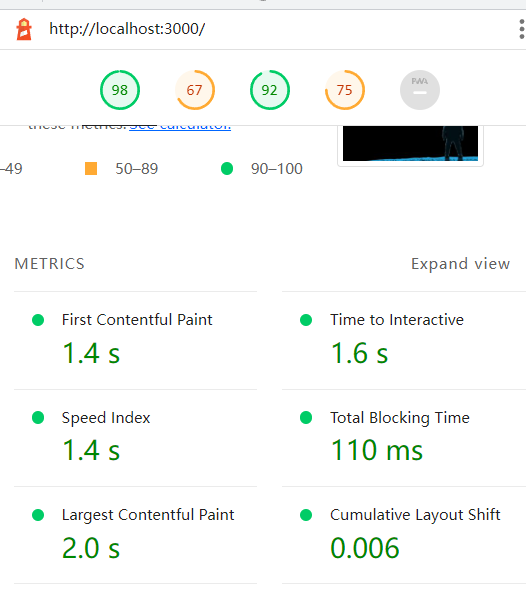 http://localhost:3000/
98 67 92 75 PWA
these metrics. See calculator.
–49 50–89 90–100
METRICS Expand view
First Contentful Paint Time to Interactive
1.4 s 1.6 s
Speed Index Total Blocking Time
1.4 s 110 ms
Largest Contentful Paint Cumulative Layout Shift
2.0 s 0.006